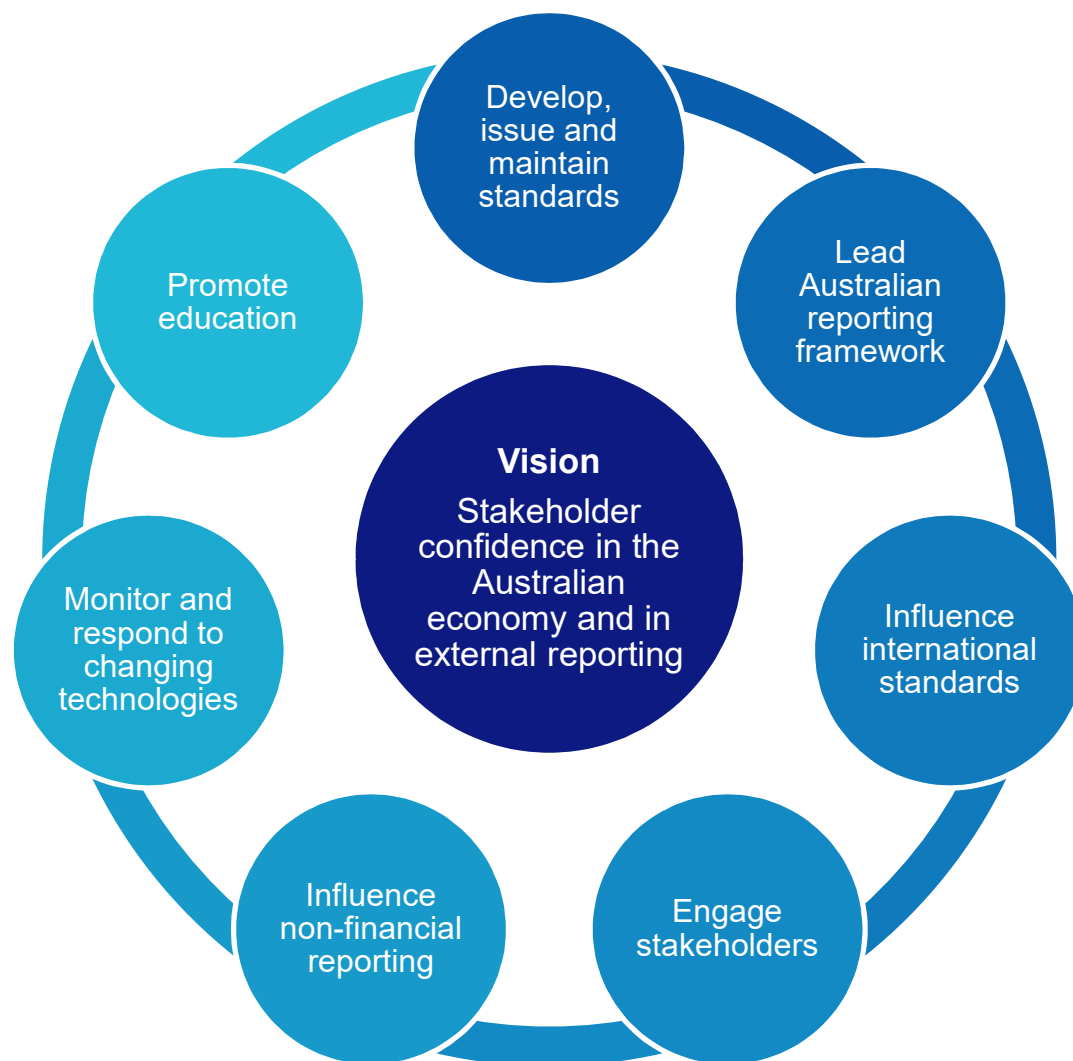 Develop,
issue and
maintain
standards
Lead
Australian
reporting
framework
Influence
international
standards
Engage
stakeholders
Influence
non-financial
reporting
Monitor and
respond to
changing
technologies
Promote
education
Vision
Stakeholder
confidence in the
Australian
economy and in
external reporting